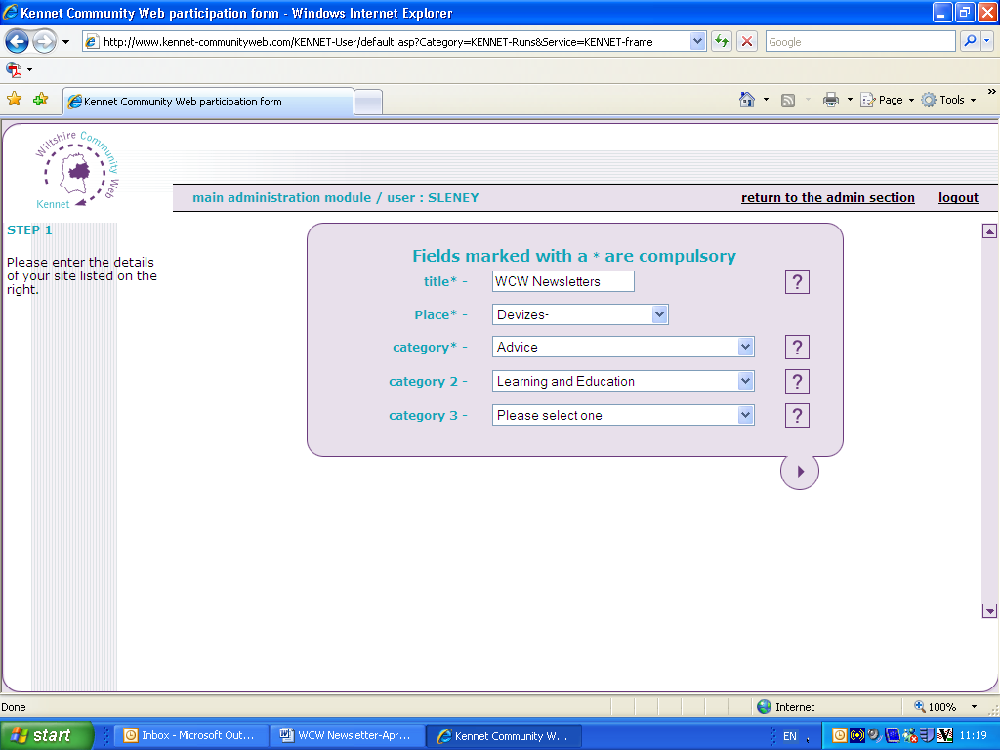 Kennet Community Web participation form - Windows Internet Explorer
http://www.kennet-communityweb.com/KENNET-User/default.asp?Category=KENNET-Runs&Service=KENNET-frame
Google
Kennet Community Web participation form
Page
Tools
»
Wiltshire Community Web
Kennet
main administration module / user : SLENEY
return to the admin section
logout
STEP 1
Please enter the details
of your site listed on the
right.
Fields marked with a * are compulsory
title* - WCW Newsletters ?
Place* - Devizes-
category* - Advice ?
category 2 - Learning and Education ?
category 3 - Please select one ?
Done
Internet
100%
start
Inbox - Microsoft Out...
WCW Newsletter-Apr...
Kennet Community W...
EN
11:19